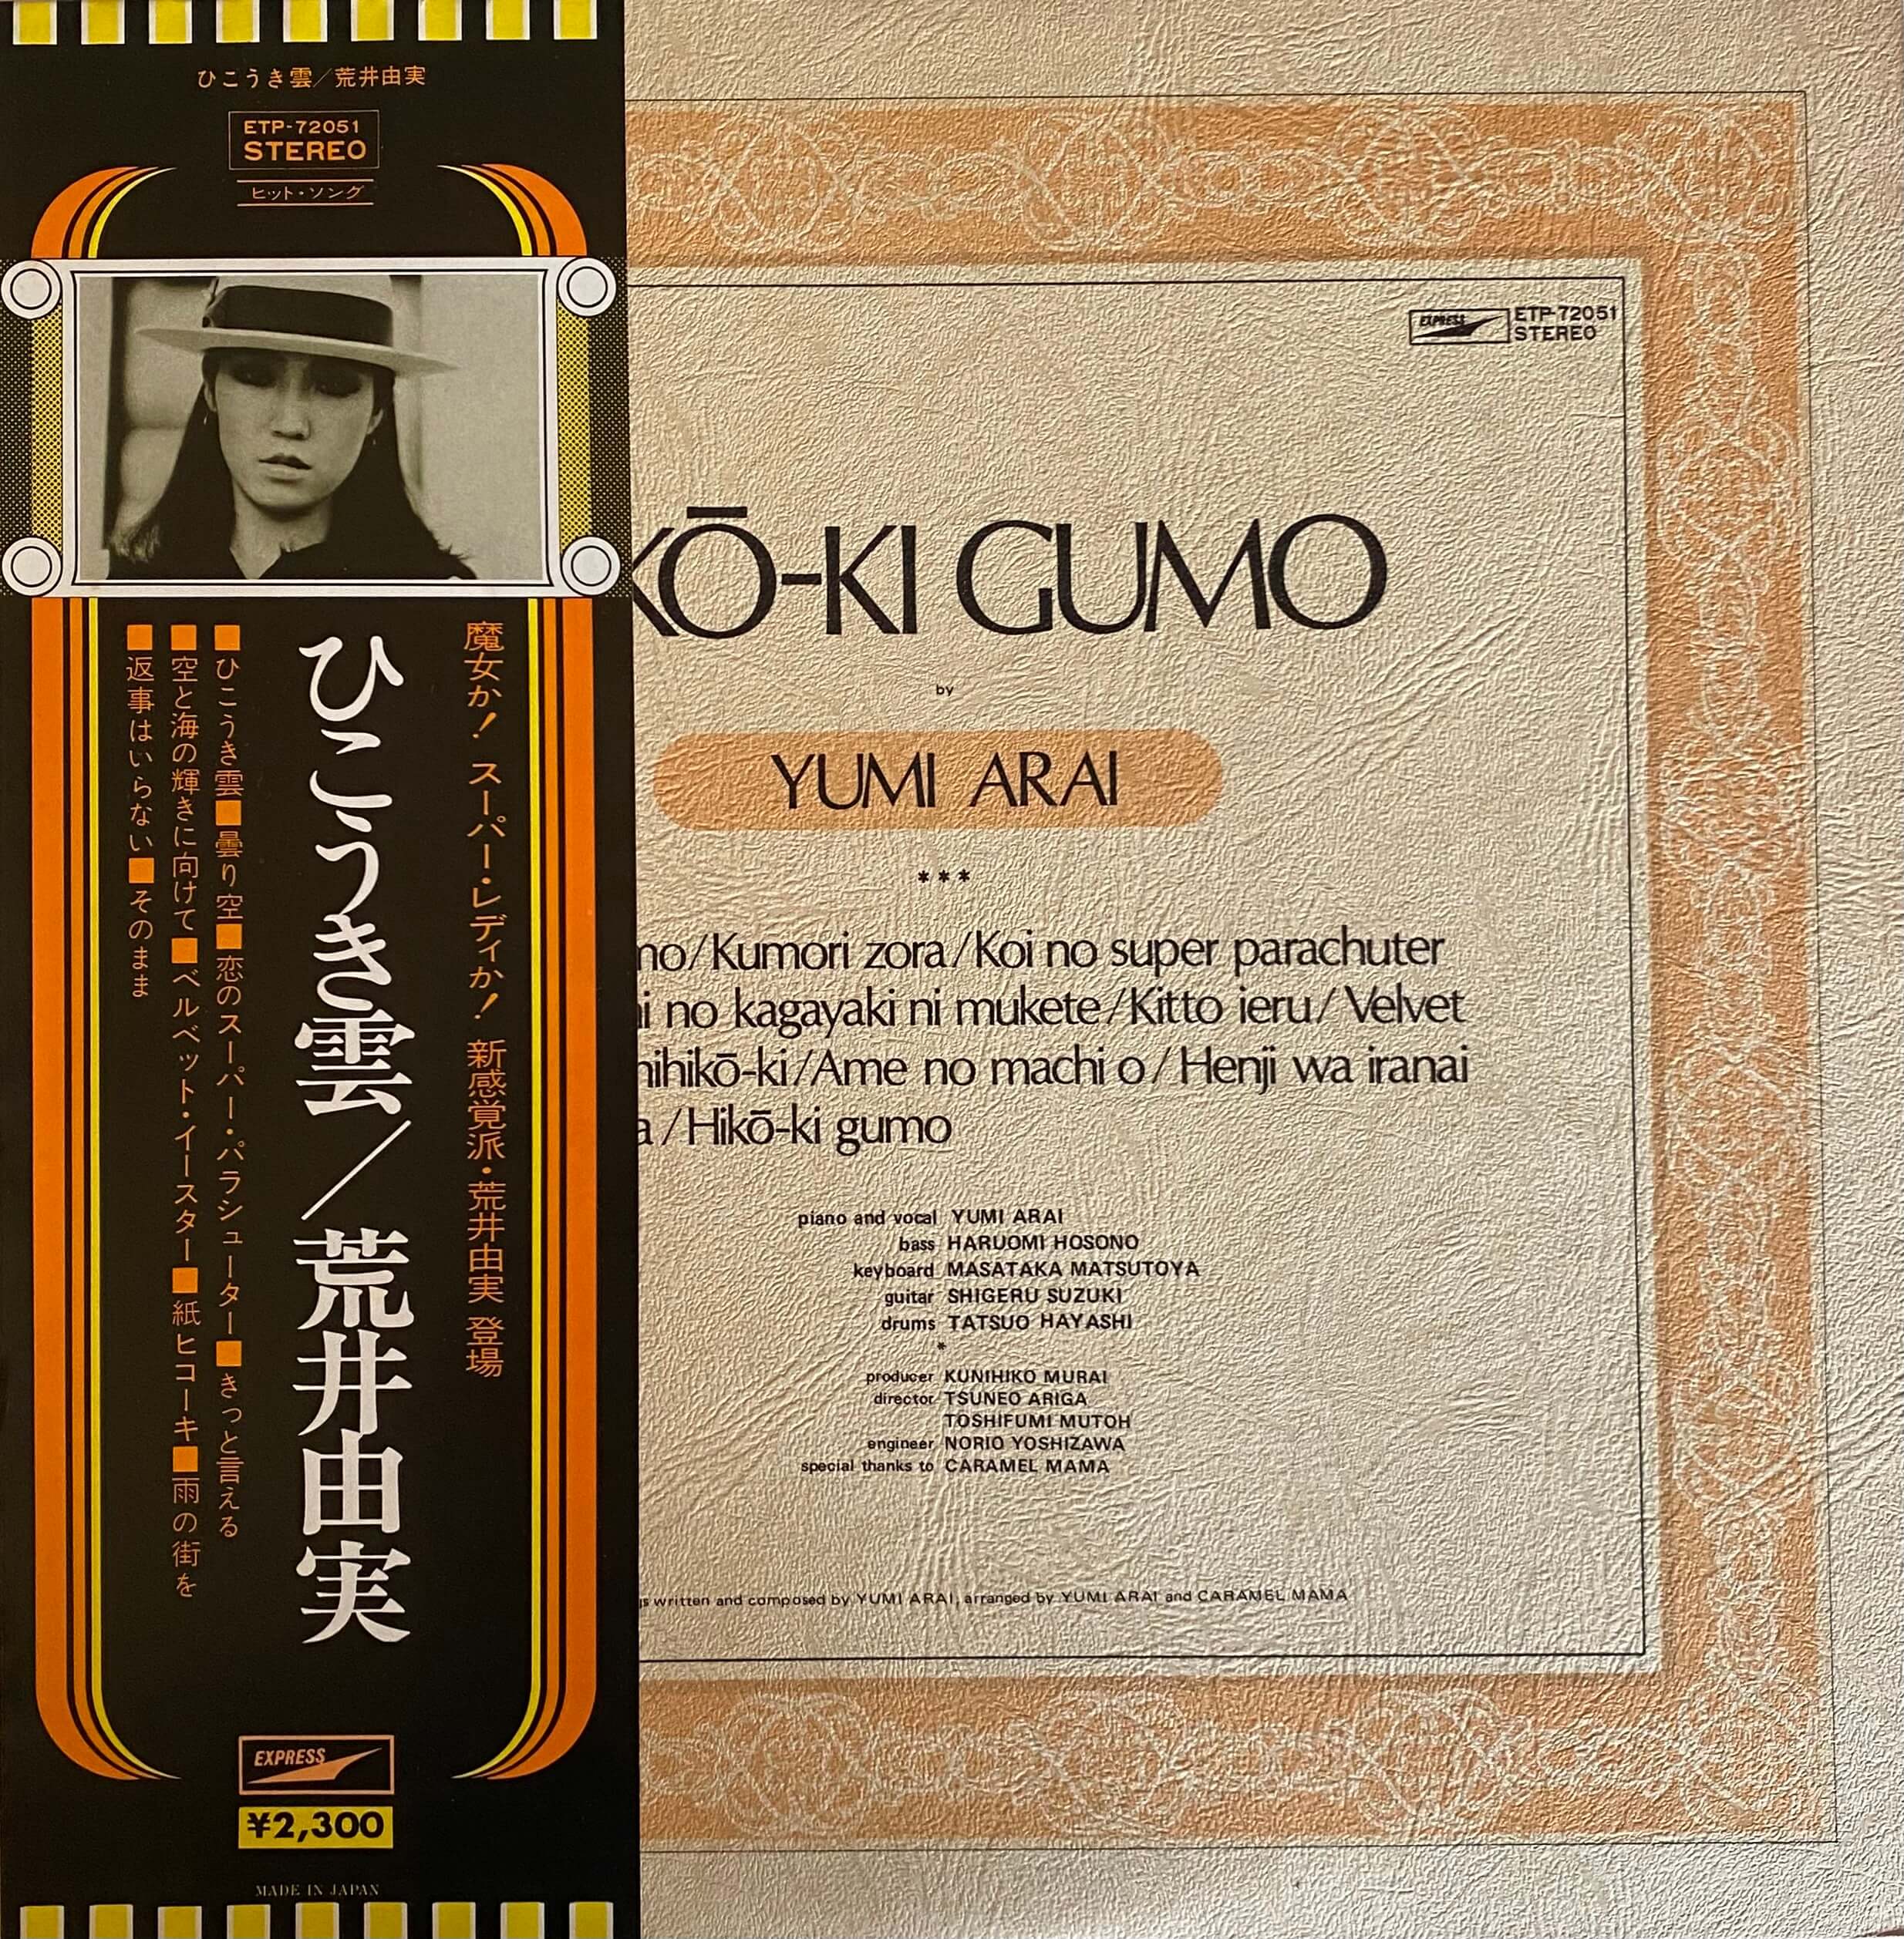 ひこうき雲／荒井由実
ETP-72051
STEREO
ヒット・ソング
魔女か！スーパー・レディか！ 新感覚派・荒井由実 登場
ひこうき雲／荒井由実
■ひこうき雲■曇り空■恋のスーパー・パラシューター■きっと言える
■空と海の輝きに向けて■ベルベット・イースター■紙ヒコーキ■雨の街を
■返事はいらない■そのまま
EXPRESS
¥2,300
MADE IN JAPAN
EXPRESS
ETP-72051
STEREO
KŌ-KI GUMO
by
YUMI ARAI
***
no/Kumori zora/Koi no super parachuter
i no kagayaki ni mukete/Kitto ieru/Velvet
hihikō-ki/Ame no machi o/Henji wa iranai
a/Hikō-ki gumo
piano and vocal YUMI ARAI
bass HARUOMI HOSONO
keyboard MASATAKA MATSUTOYA
guitar SHIGERU SUZUKI
drums TATSUO HAYASHI
*
producer KUNIHIKO MURAI
director TSUNEO ARIGA
TOSHIFUMI MUTOH
engineer NORIO YOSHIZAWA
special thanks to CARAMEL MAMA
s written and composed by YUMI ARAI, arranged by YUMI ARAI and CARAMEL MAMA